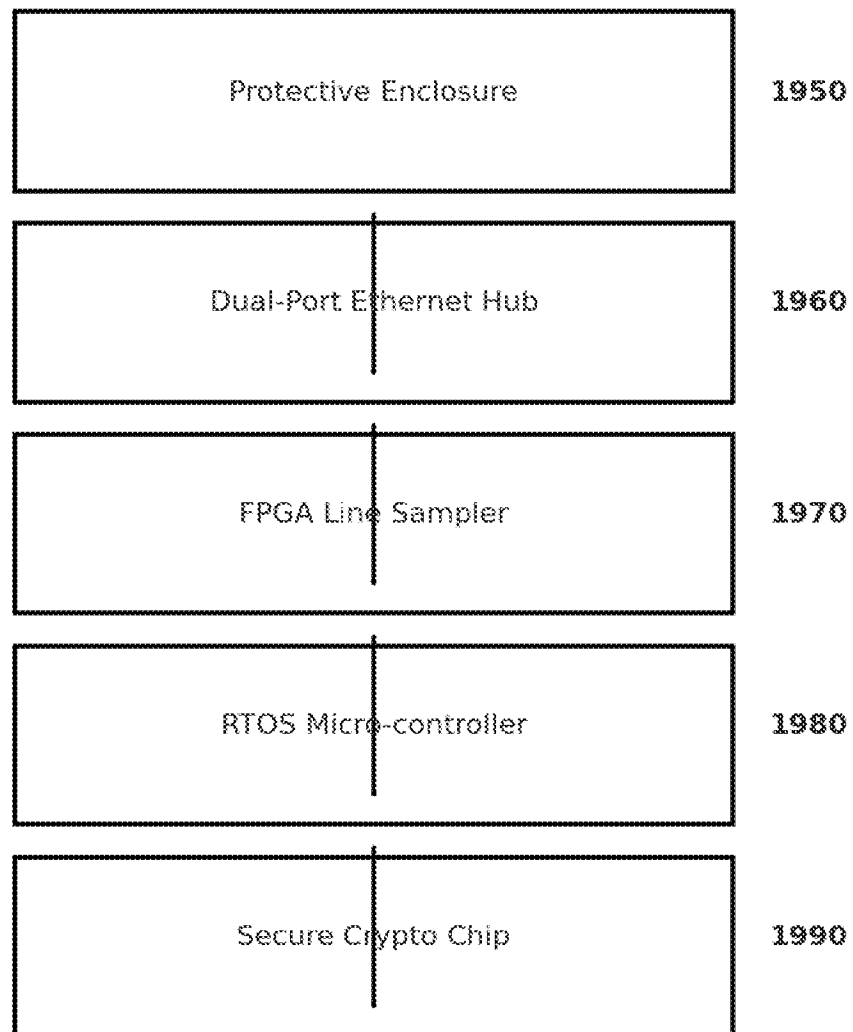 Protective Enclosure 1950
Dual-Port Ethernet Hub 1960
FPGA Line Sampler 1970
RTOS Micro-controller 1980
Secure Crypto Chip 1990